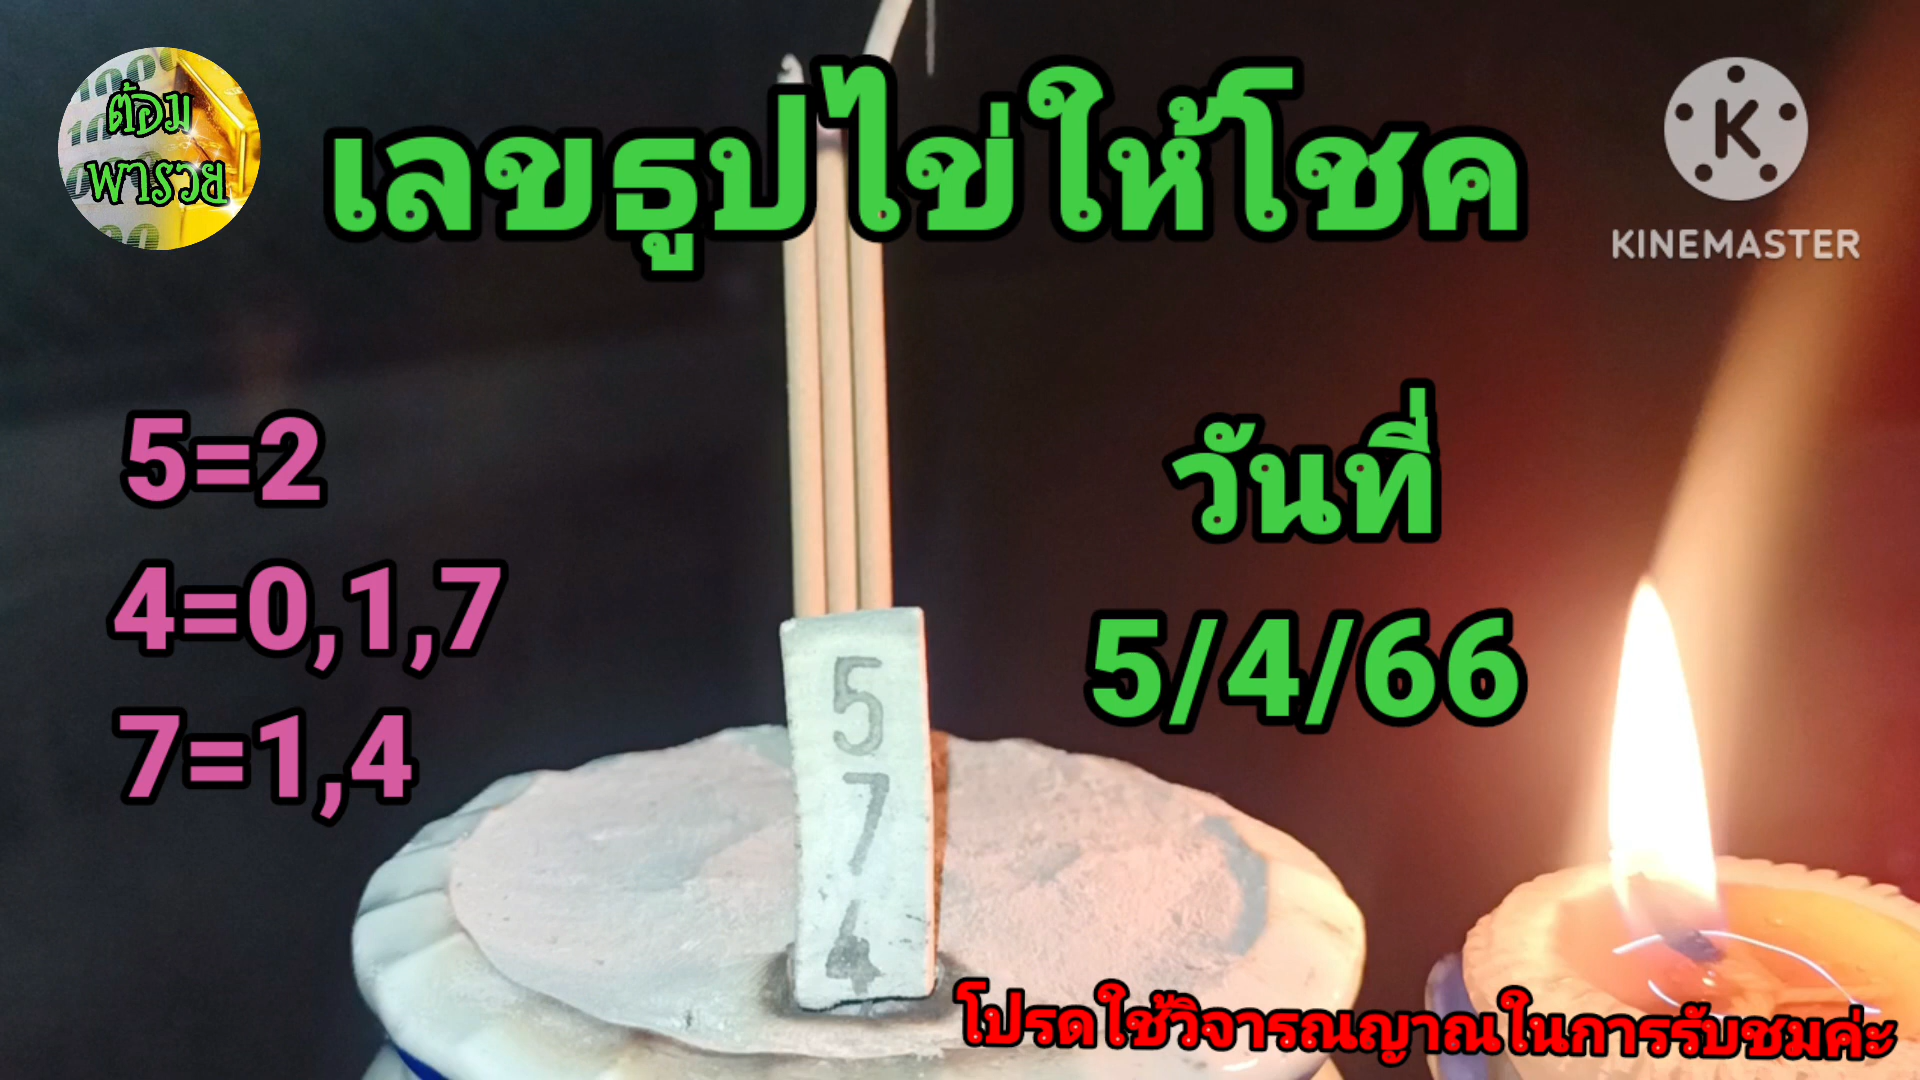 ต้อม
พารวย
เลขธูปไข่ให้โชค
K
KINEMASTER
5=2
4=0,1,7
7=1,4
วันที่
5/4/66
5
7
4
โปรดใช้วิจารณญาณในการรับชมค่ะ